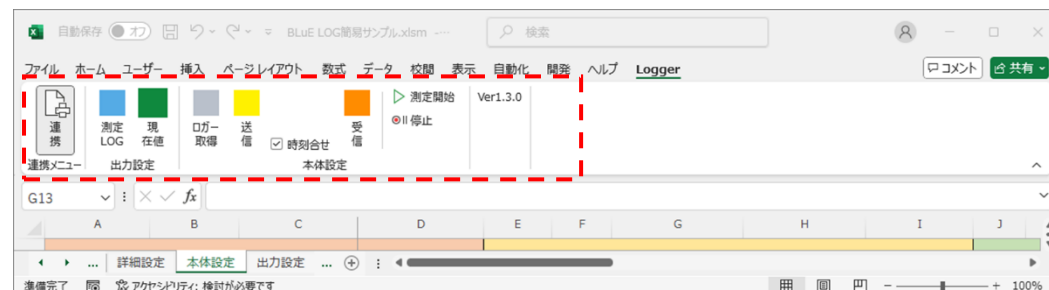 自動保存 オフ BLuE LOG簡易サンプル.xlsm 検索
ファイル ホーム ユーザー 挿入 ページ レイアウト 数式 データ 校閲 表示 自動化 開発 ヘルプ Logger コメント 共有
連携
測定LOG
現在値
ロガー取得
送信
時刻合せ
受信
測定開始
停止
Ver1.3.0
連携メニュー 出力設定 本体設定
G13 fx
A B C D E F G H I J
... 詳細設定 本体設定 出力設定 ...
準備完了 アクセシビリティ: 検討が必要です 100%